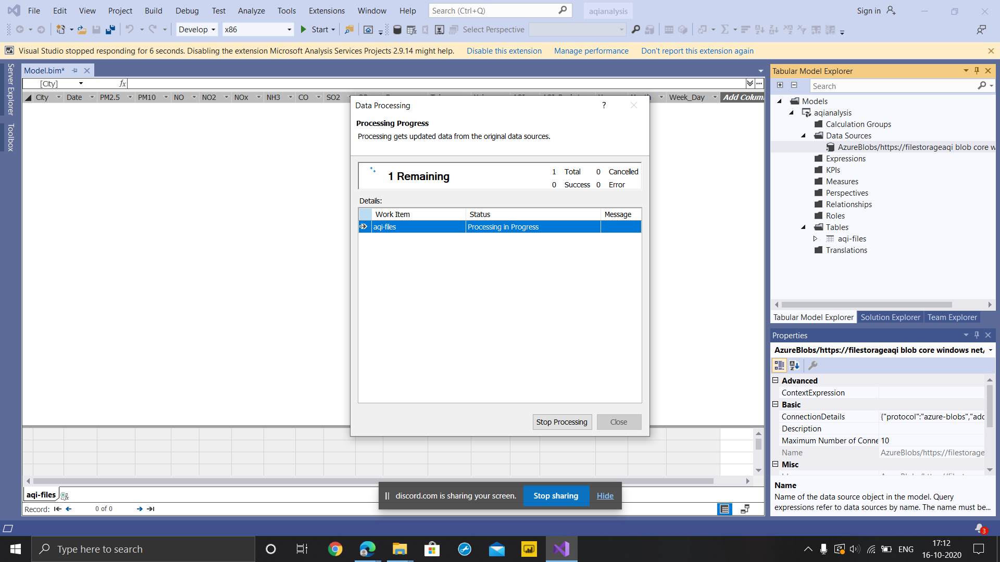 File Edit View Project Build Debug Test Analyze Tools Extensions Window Help Search (Ctrl+Q) aqianalysis Sign in
Develop x86 Start Select Perspective
Visual Studio stopped responding for 6 seconds. Disabling the extension Microsoft Analysis Services Projects 2.9.14 might help. Disable this extension Manage performance Don't report this extension again
Server Explorer
Toolbox
Model.bim*
[City] fx
City Date PM2.5 PM10 NO NO2 NOx NH3 CO SO2 Week_Day Add Colum
Data Processing ?
Processing Progress
Processing gets updated data from the original data sources.
1 Remaining
1 Total 0 Cancelled
0 Success 0 Error
Details:
Work Item Status Message
aqi-files Processing in Progress
Stop Processing Close
aqi-files
Record: 0 of 0
discord.com is sharing your screen. Stop sharing Hide
Tabular Model Explorer
Search
Models
aqianalysis
Calculation Groups
Data Sources
AzureBlobs/https://filestorageaqi blob core w
Expressions
KPIs
Measures
Perspectives
Relationships
Roles
Tables
aqi-files
Translations
Tabular Model Explorer Solution Explorer Team Explorer
Properties
AzureBlobs/https://filestorageaqi blob core windows net,
Advanced
ContextExpression
Basic
ConnectionDetails {"protocol":"azure-blobs","add
Description
Maximum Number of Conne 10
Name AzureBlobs/https://filestorage
Misc
Name
Name of the data source object in the model. Query
expressions refer to data sources by name. The name must be...
3
Type here to search
ENG
17:12
16-10-2020